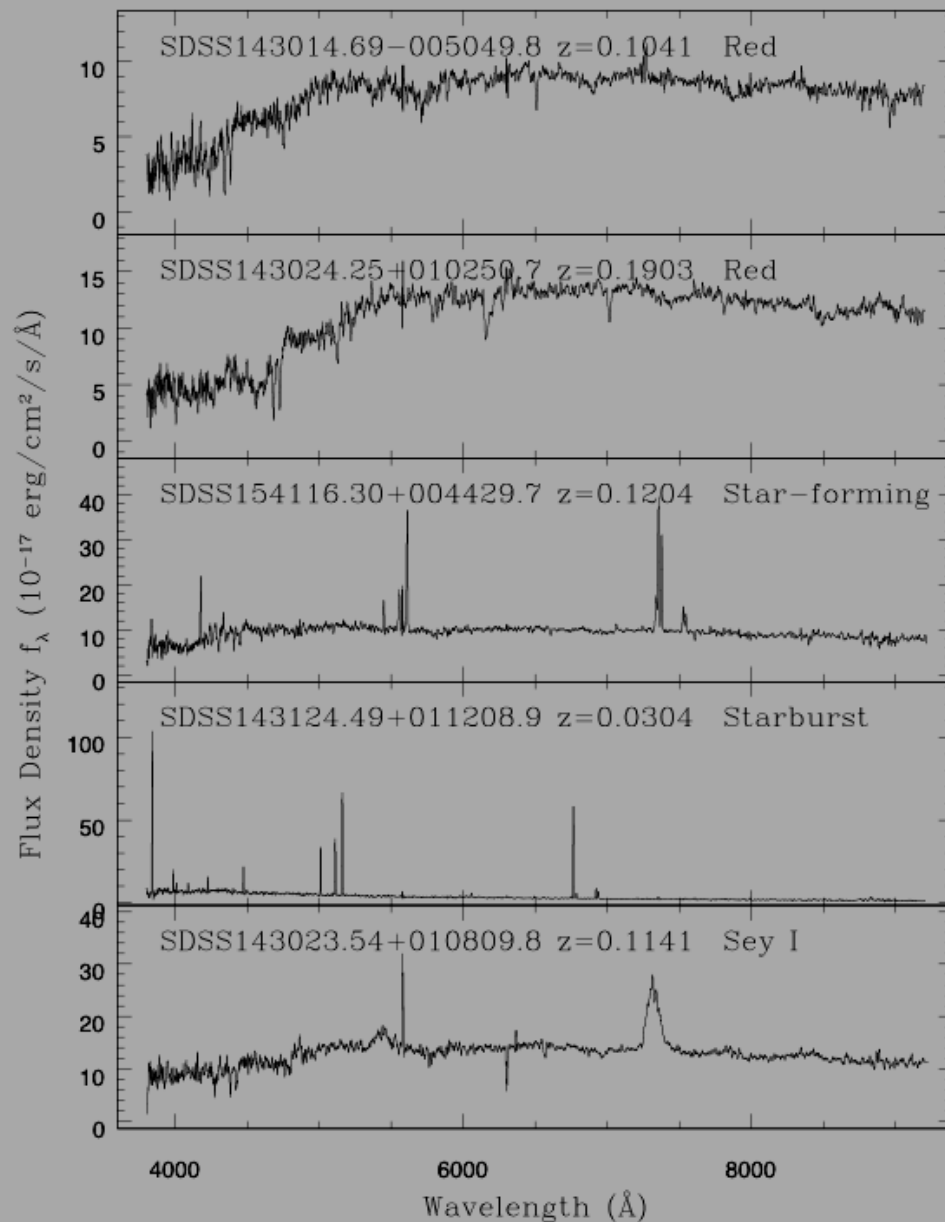 SDSS143014.69−005049.8 z=0.1041 Red
10
5
0
SDSS143024.25+010250.7 z=0.1903 Red
15
10
5
0
SDSS154116.30+004429.7 z=0.1204 Star−forming
40
30
20
10
0
SDSS143124.49+011208.9 z=0.0304 Starburst
100
50
0
SDSS143023.54+010809.8 z=0.1141 Sey I
40
30
20
10
0
Flux Density f_λ (10⁻¹⁷ erg/cm²/s/Å)
4000 6000 8000
Wavelength (Å)